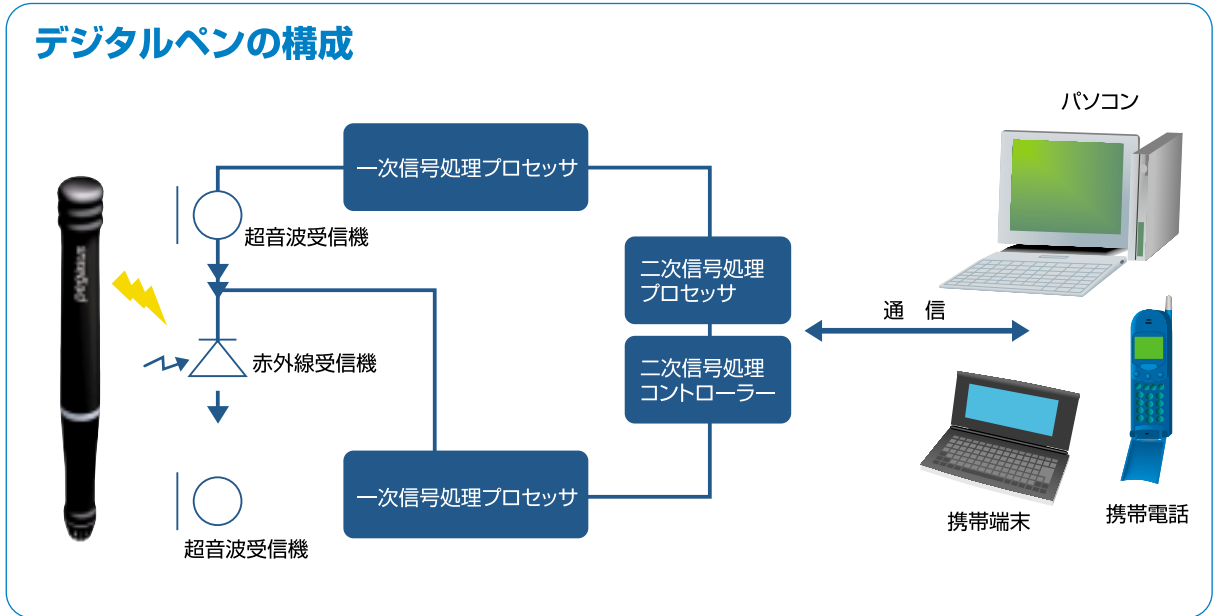 デジタルペンの構成
パソコン
一次信号処理プロセッサ
超音波受信機
二次信号処理
プロセッサ
通 信
赤外線受信機
二次信号処理
コントローラー
一次信号処理プロセッサ
携帯端末
携帯電話
超音波受信機